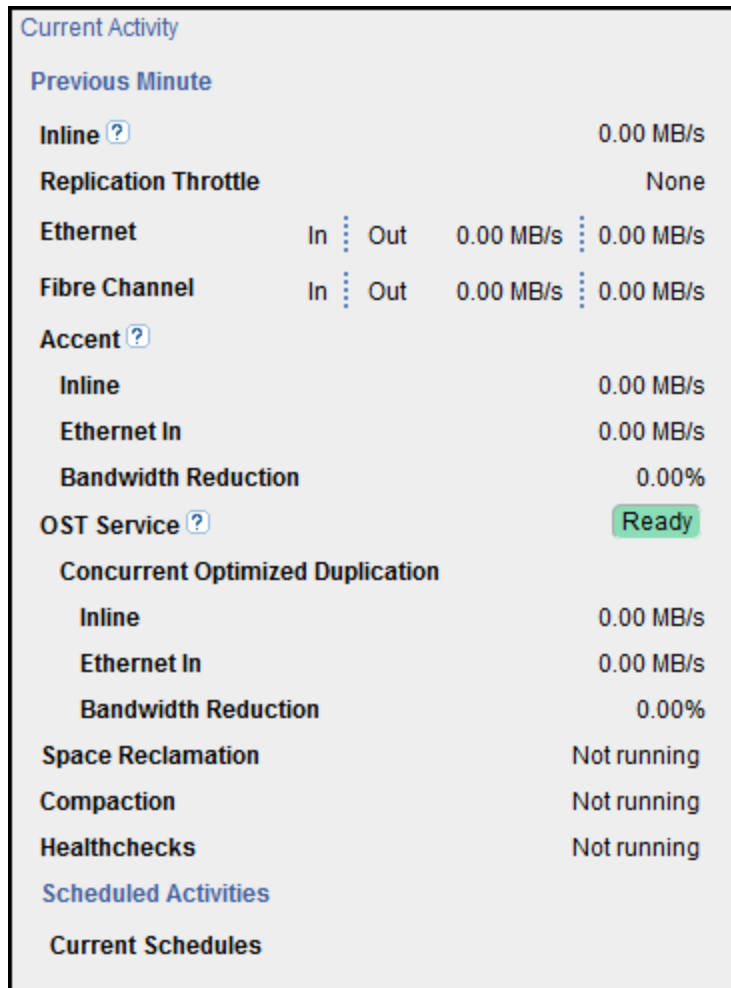 Current Activity
Previous Minute
Inline ? 0.00 MB/s
Replication Throttle None
Ethernet In Out 0.00 MB/s 0.00 MB/s
Fibre Channel In Out 0.00 MB/s 0.00 MB/s
Accent ?
Inline 0.00 MB/s
Ethernet In 0.00 MB/s
Bandwidth Reduction 0.00%
OST Service ? Ready
Concurrent Optimized Duplication
Inline 0.00 MB/s
Ethernet In 0.00 MB/s
Bandwidth Reduction 0.00%
Space Reclamation Not running
Compaction Not running
Healthchecks Not running
Scheduled Activities
Current Schedules